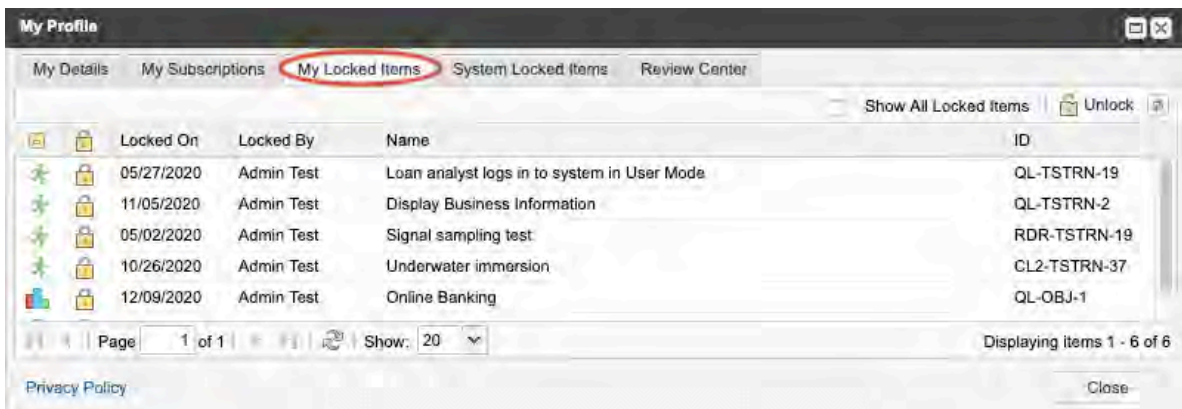 My Profile
My Details My Subscriptions My Locked Items System Locked Items Review Center
Show All Locked Items Unlock
Locked On Locked By Name ID
05/27/2020 Admin Test Loan analyst logs in to system in User Mode QL-TSTRN-19
11/05/2020 Admin Test Display Business Information QL-TSTRN-2
05/02/2020 Admin Test Signal sampling test RDR-TSTRN-19
10/26/2020 Admin Test Underwater immersion CL2-TSTRN-37
12/09/2020 Admin Test Online Banking QL-OBJ-1
Page 1 of 1 Show: 20 Displaying items 1 - 6 of 6
Privacy Policy Close